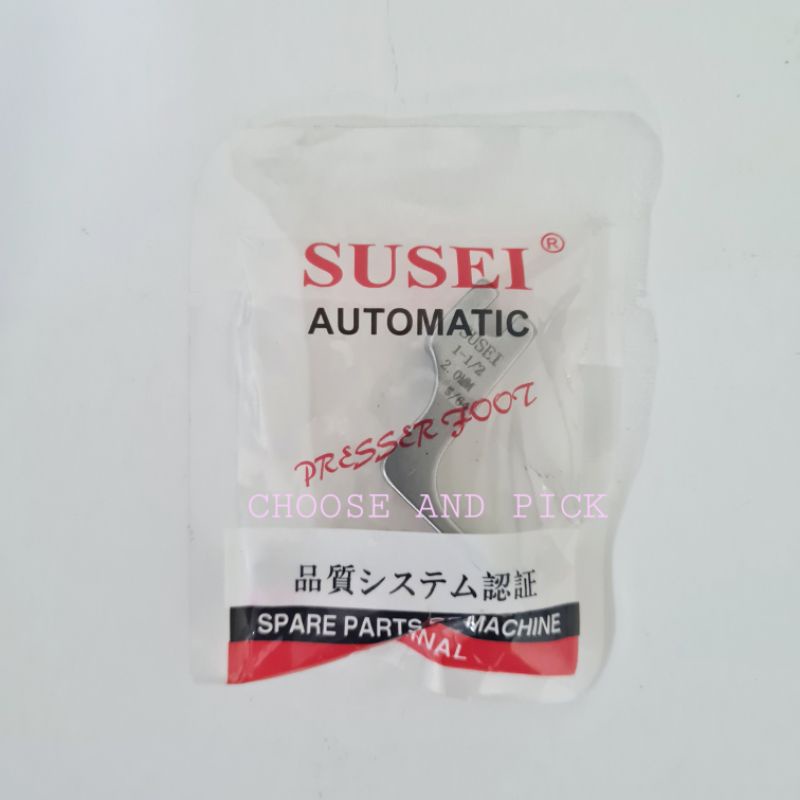 SUSEI®
AUTOMATIC
SUSEI
1-1/2
2.0MM
PRESSER FOOT
CHOOSE AND PICK
品質システム認証
SPARE PARTS MACHINE